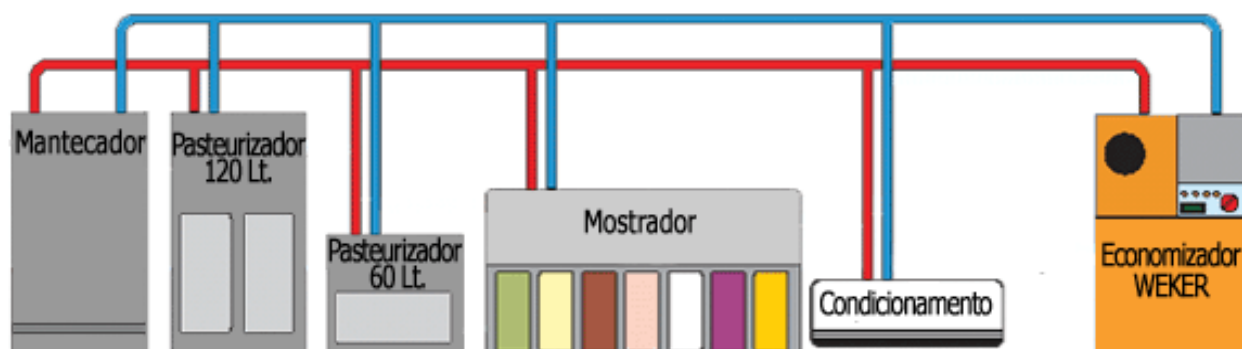 Mantecador
Pasteurizador
120 Lt.
Pasteurizador
60 Lt.
Mostrador
Condicionamento
Economizador
WEKER